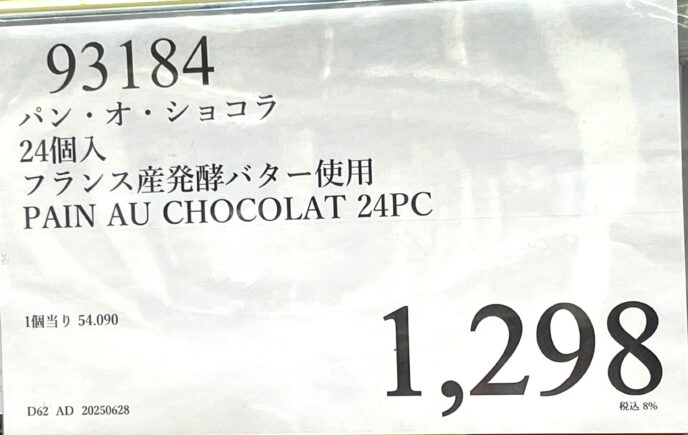 93184
パン・オ・ショコラ
24個入
フランス産発酵バター使用
PAIN AU CHOCOLAT 24PC
1個当り 54.090
1,298
税込 8%
D62 AD 20250628